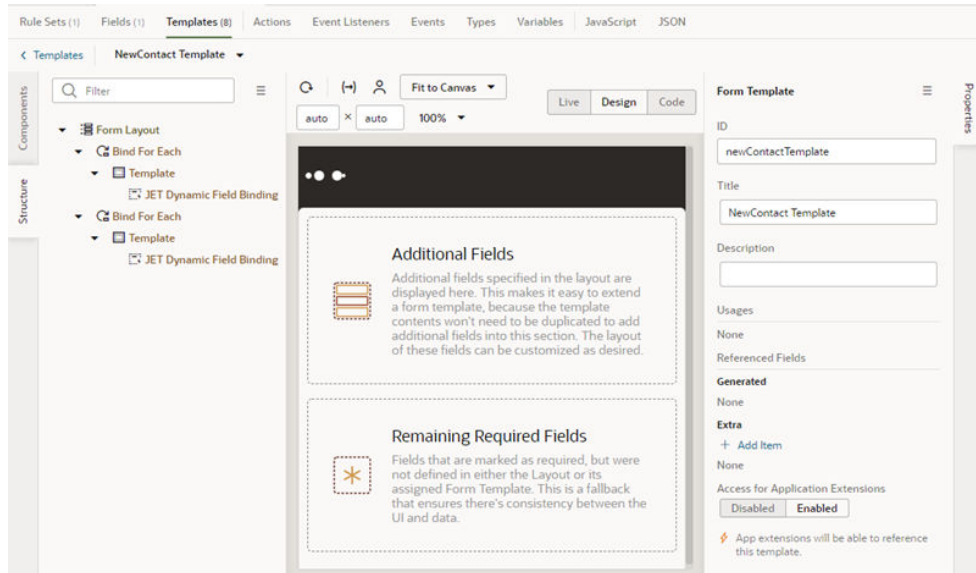 Rule Sets (1) Fields (1) Templates (8) Actions Event Listeners Events Types Variables JavaScript JSON
Templates NewContact Template
Components
Structure
Filter
Form Layout
Bind For Each
Template
JET Dynamic Field Binding
Bind For Each
Template
JET Dynamic Field Binding
Fit to Canvas
Live Design Code
auto × auto 100%
Additional Fields
Additional fields specified in the layout are
displayed here. This makes it easy to extend
a form template, because the template
contents won't need to be duplicated to add
additional fields into this section. The layout
of these fields can be customized as desired.
Remaining Required Fields
Fields that are marked as required, but were
not defined in either the Layout or its
assigned Form Template. This is a fallback
that ensures there's consistency between the
UI and data.
Form Template
ID
newContactTemplate
Title
NewContact Template
Description
Usages
None
Referenced Fields
Generated
None
Extra
+ Add Item
None
Access for Application Extensions
Disabled Enabled
App extensions will be able to reference
this template.
Properties